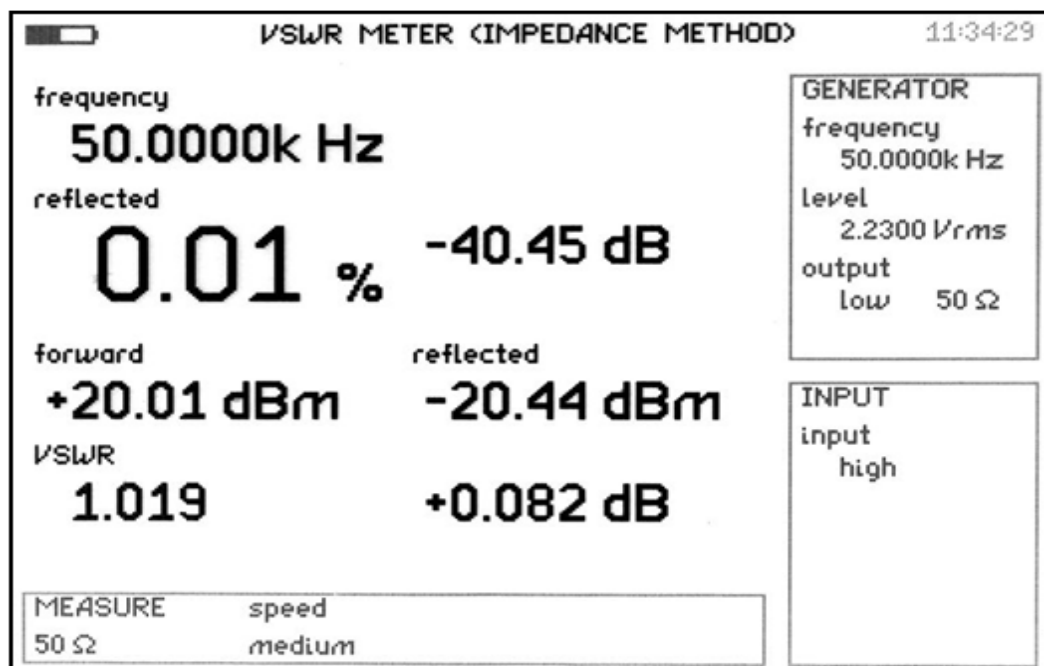 VSWR METER (IMPEDANCE METHOD) 11:34:29
frequency
50.0000k Hz
reflected
0.01 % -40.45 dB
forward reflected
+20.01 dBm -20.44 dBm
VSWR
1.019 +0.082 dB
MEASURE speed
50 Ω medium
GENERATOR
frequency
50.0000k Hz
level
2.2300 Vrms
output
low 50 Ω
INPUT
input
high